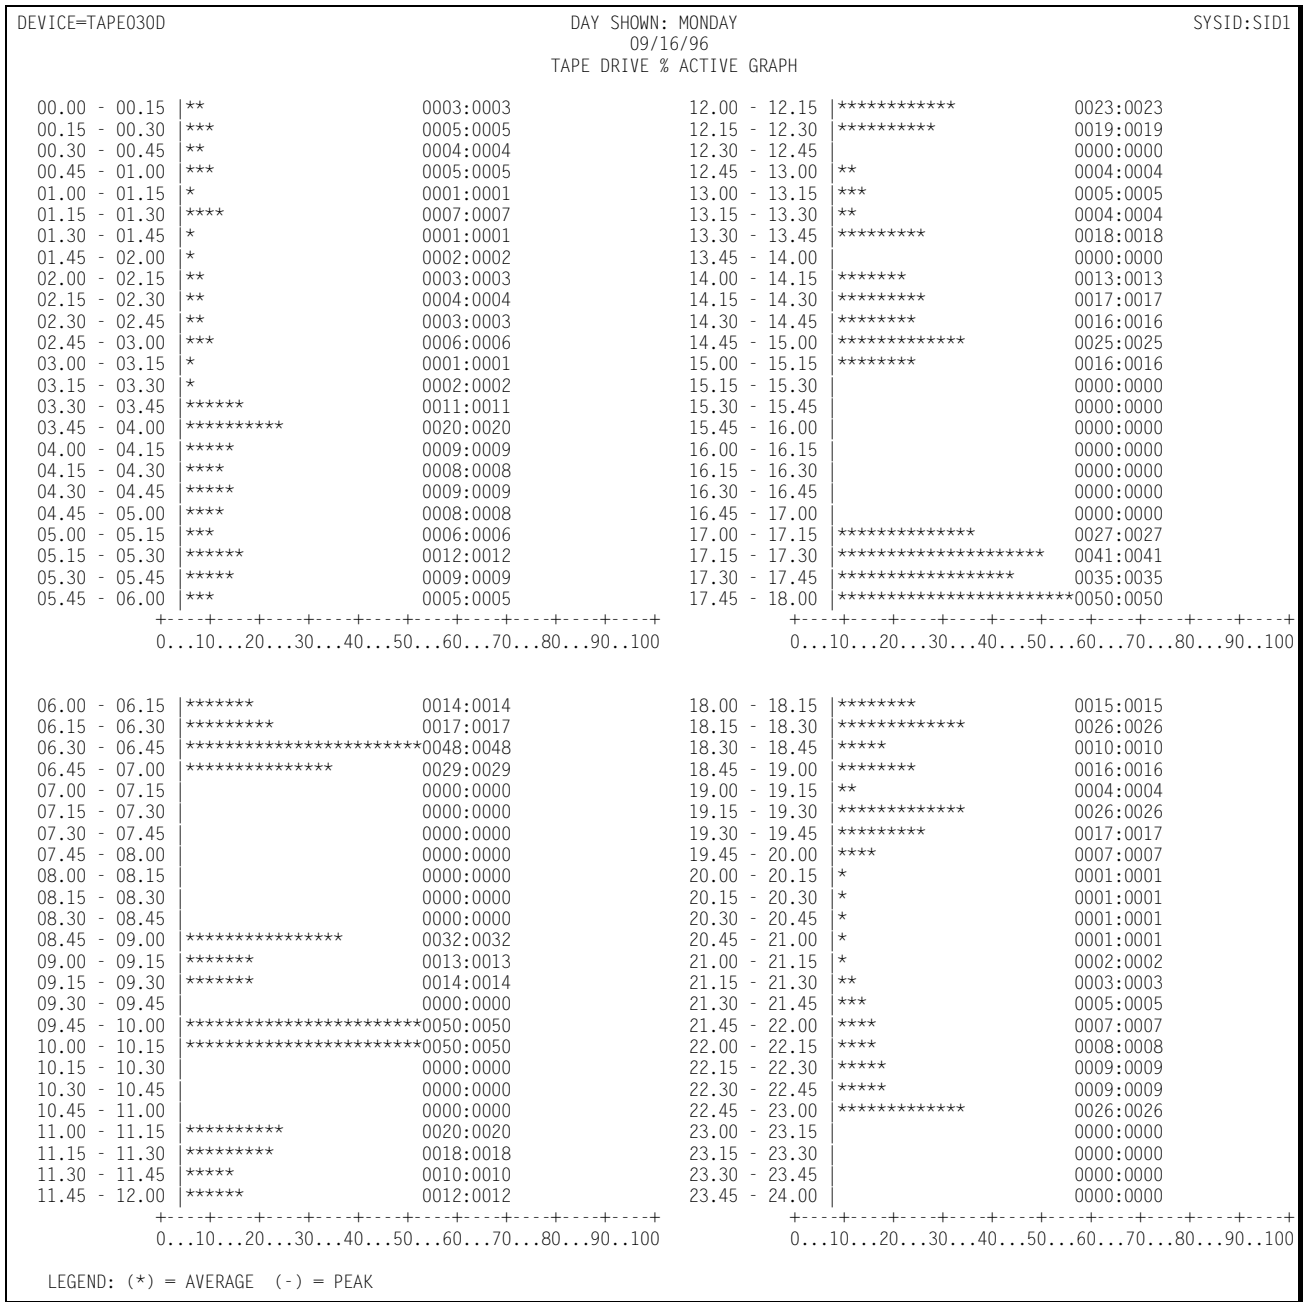 DEVICE=TAPE030D DAY SHOWN: MONDAY SYSID:SID1
09/16/96
TAPE DRIVE % ACTIVE GRAPH
00.00 - 00.15 |** 0003:0003 12.00 - 12.15 |************ 0023:0023
00.15 - 00.30 |*** 0005:0005 12.15 - 12.30 |********** 0019:0019
00.30 - 00.45 |** 0004:0004 12.30 - 12.45 | 0000:0000
00.45 - 01.00 |*** 0005:0005 12.45 - 13.00 |** 0004:0004
01.00 - 01.15 |* 0001:0001 13.00 - 13.15 |*** 0005:0005
01.15 - 01.30 |**** 0007:0007 13.15 - 13.30 |** 0004:0004
01.30 - 01.45 |* 0001:0001 13.30 - 13.45 |********* 0018:0018
01.45 - 02.00 |* 0002:0002 13.45 - 14.00 | 0000:0000
02.00 - 02.15 |** 0003:0003 14.00 - 14.15 |******* 0013:0013
02.15 - 02.30 |** 0004:0004 14.15 - 14.30 |********* 0017:0017
02.30 - 02.45 |** 0003:0003 14.30 - 14.45 |******** 0016:0016
02.45 - 03.00 |*** 0006:0006 14.45 - 15.00 |************* 0025:0025
03.00 - 03.15 |* 0001:0001 15.00 - 15.15 |******** 0016:0016
03.15 - 03.30 |* 0002:0002 15.15 - 15.30 | 0000:0000
03.30 - 03.45 |****** 0011:0011 15.30 - 15.45 | 0000:0000
03.45 - 04.00 |********** 0020:0020 15.45 - 16.00 | 0000:0000
04.00 - 04.15 |***** 0009:0009 16.00 - 16.15 | 0000:0000
04.15 - 04.30 |**** 0008:0008 16.15 - 16.30 | 0000:0000
04.30 - 04.45 |***** 0009:0009 16.30 - 16.45 | 0000:0000
04.45 - 05.00 |**** 0008:0008 16.45 - 17.00 | 0000:0000
05.00 - 05.15 |*** 0006:0006 17.00 - 17.15 |************** 0027:0027
05.15 - 05.30 |****** 0012:0012 17.15 - 17.30 |********************* 0041:0041
05.30 - 05.45 |***** 0009:0009 17.30 - 17.45 |****************** 0035:0035
05.45 - 06.00 |*** 0005:0005 17.45 - 18.00 |************************0050:0050
+----+----+----+----+----+----+----+----+----+----+ +----+----+----+----+----+----+----+----+----+----+
0...10...20...30...40...50...60...70...80...90..100 0...10...20...30...40...50...60...70...80...90..100
06.00 - 06.15 |******* 0014:0014 18.00 - 18.15 |******** 0015:0015
06.15 - 06.30 |********* 0017:0017 18.15 - 18.30 |************* 0026:0026
06.30 - 06.45 |************************0048:0048 18.30 - 18.45 |***** 0010:0010
06.45 - 07.00 |*************** 0029:0029 18.45 - 19.00 |******** 0016:0016
07.00 - 07.15 | 0000:0000 19.00 - 19.15 |** 0004:0004
07.15 - 07.30 | 0000:0000 19.15 - 19.30 |************* 0026:0026
07.30 - 07.45 | 0000:0000 19.30 - 19.45 |********* 0017:0017
07.45 - 08.00 | 0000:0000 19.45 - 20.00 |**** 0007:0007
08.00 - 08.15 | 0000:0000 20.00 - 20.15 |* 0001:0001
08.15 - 08.30 | 0000:0000 20.15 - 20.30 |* 0001:0001
08.30 - 08.45 | 0000:0000 20.30 - 20.45 |* 0001:0001
08.45 - 09.00 |**************** 0032:0032 20.45 - 21.00 |* 0001:0001
09.00 - 09.15 |******* 0013:0013 21.00 - 21.15 |* 0002:0002
09.15 - 09.30 |******* 0014:0014 21.15 - 21.30 |** 0003:0003
09.30 - 09.45 | 0000:0000 21.30 - 21.45 |*** 0005:0005
09.45 - 10.00 |************************0050:0050 21.45 - 22.00 |**** 0007:0007
10.00 - 10.15 |************************0050:0050 22.00 - 22.15 |**** 0008:0008
10.15 - 10.30 | 0000:0000 22.15 - 22.30 |***** 0009:0009
10.30 - 10.45 | 0000:0000 22.30 - 22.45 |***** 0009:0009
10.45 - 11.00 | 0000:0000 22.45 - 23.00 |************* 0026:0026
11.00 - 11.15 |********** 0020:0020 23.00 - 23.15 | 0000:0000
11.15 - 11.30 |********* 0018:0018 23.15 - 23.30 | 0000:0000
11.30 - 11.45 |***** 0010:0010 23.30 - 23.45 | 0000:0000
11.45 - 12.00 |****** 0012:0012 23.45 - 24.00 | 0000:0000
+----+----+----+----+----+----+----+----+----+----+ +----+----+----+----+----+----+----+----+----+----+
0...10...20...30...40...50...60...70...80...90..100 0...10...20...30...40...50...60...70...80...90..100
LEGEND: (*) = AVERAGE (-) = PEAK